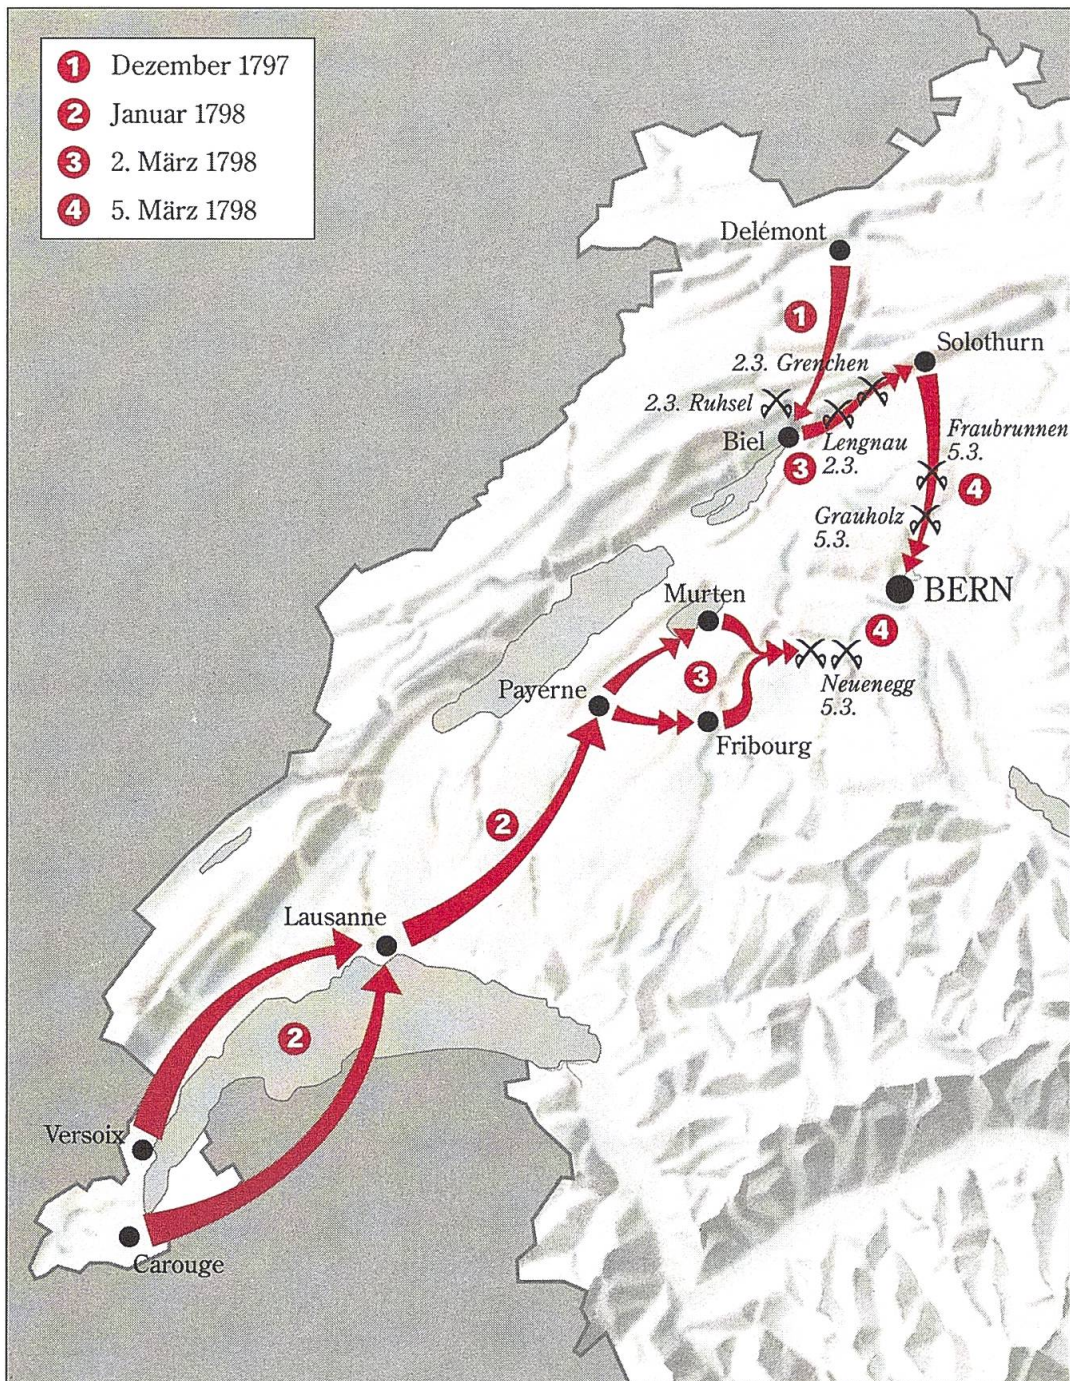 1 Dezember 1797
2 Januar 1798
3 2. März 1798
4 5. März 1798
Delémont
1
Solothurn
2.3. Grenchen
2.3. Ruhsel
Biel
Lengnau
2.3.
3
Fraubrunnen
5.3.
4
Grauholz
5.3.
BERN
Murten
4
3
Neuenegg
5.3.
Payerne
Fribourg
2
Lausanne
2
Versoix
Carouge